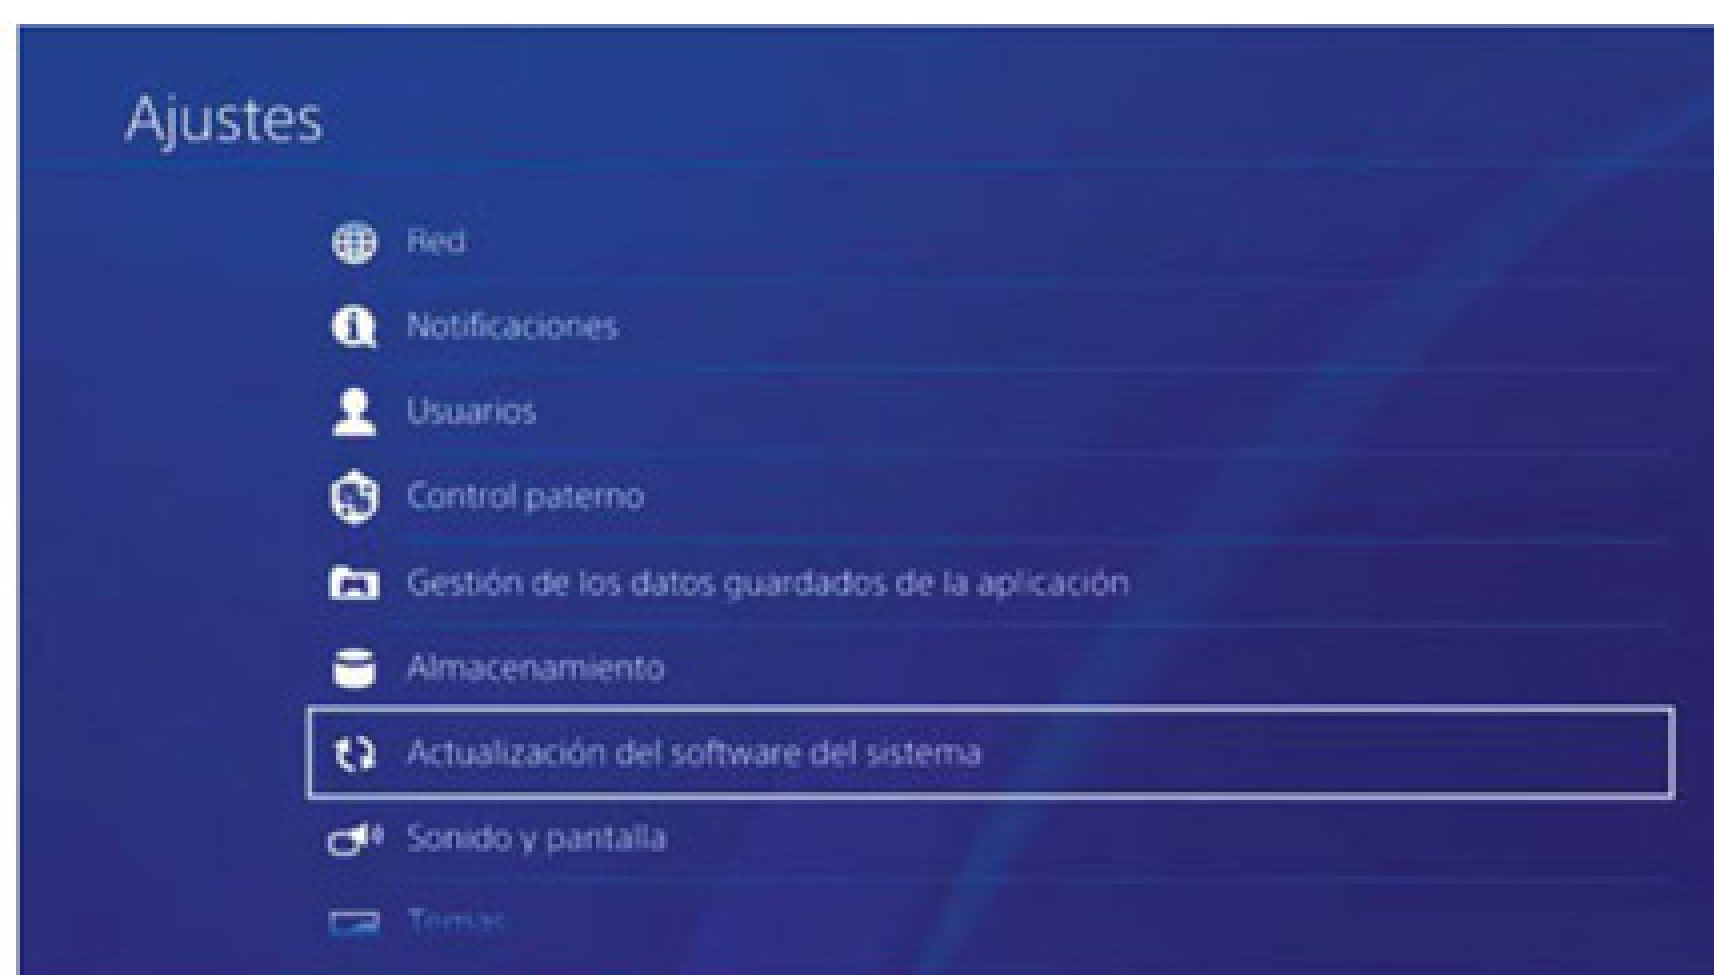 Ajustes
Red
Notificaciones
Usuarios
Control paterno
Gestión de los datos guardados de la aplicación
Almacenamiento
Actualización del software del sistema
Sonido y pantalla
Temas